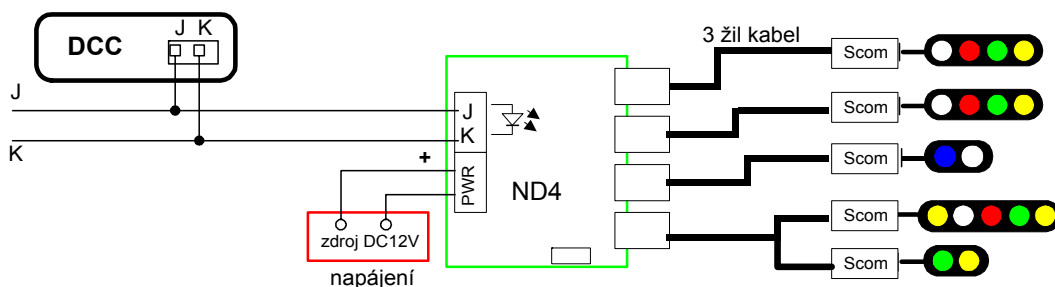 DCC
J K
J
K
J
K
+
PWR
zdroj DC12V
napájení
ND4
3 žil kabel
Scom
Scom
Scom
Scom
Scom